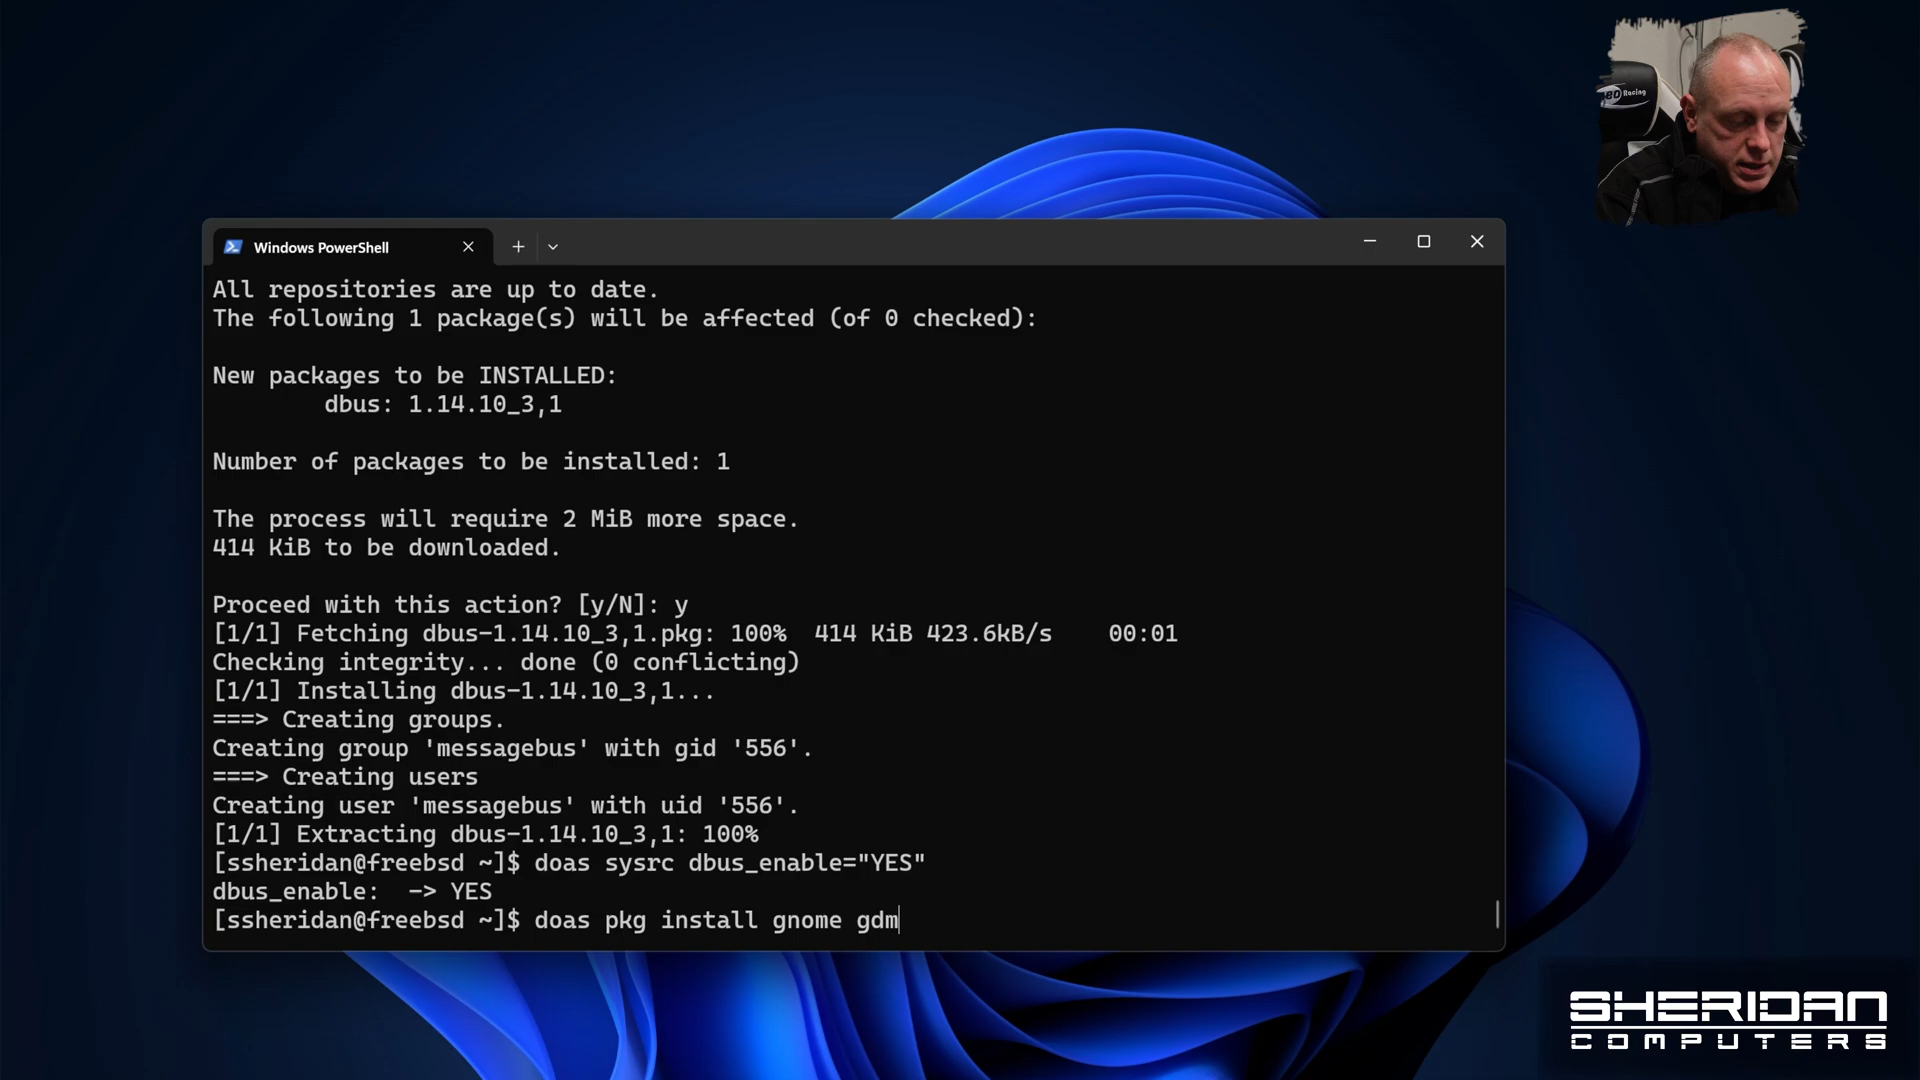 Windows PowerShell
All repositories are up to date.
The following 1 package(s) will be affected (of 0 checked):
New packages to be INSTALLED:
dbus: 1.14.10_3,1
Number of packages to be installed: 1
The process will require 2 MiB more space.
414 KiB to be downloaded.
Proceed with this action? [y/N]: y
[1/1] Fetching dbus-1.14.10_3,1.pkg: 100%  414 KiB 423.6kB/s    00:01
Checking integrity... done (0 conflicting)
[1/1] Installing dbus-1.14.10_3,1...
===> Creating groups.
Creating group 'messagebus' with gid '556'.
===> Creating users
Creating user 'messagebus' with uid '556'.
[1/1] Extracting dbus-1.14.10_3,1: 100%
[ssheridan@freebsd ~]$ doas sysrc dbus_enable="YES"
dbus_enable:  -> YES
[ssheridan@freebsd ~]$ doas pkg install gnome gdm
Racing
SHERIDAN
COMPUTERS